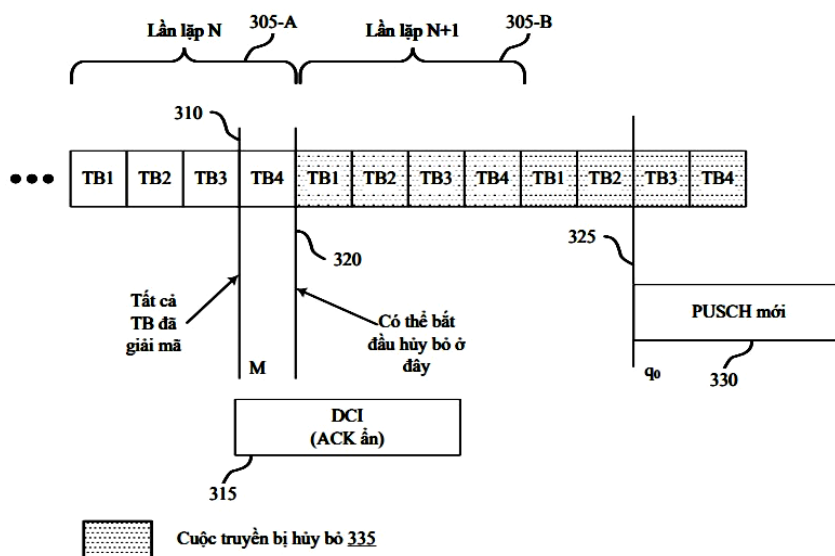 Lần lặp N
305-A
Lần lặp N+1
305-B
310
TB1 TB2 TB3 TB4 TB1 TB2 TB3 TB4 TB1 TB2 TB3 TB4
320
325
Tất cả
TB đã
giải mã
Có thể bắt
đầu hủy bỏ ở
đây
PUSCH mới
M
q0
330
DCI
(ACK ẩn)
315
Cuộc truyền bị hủy bỏ 335